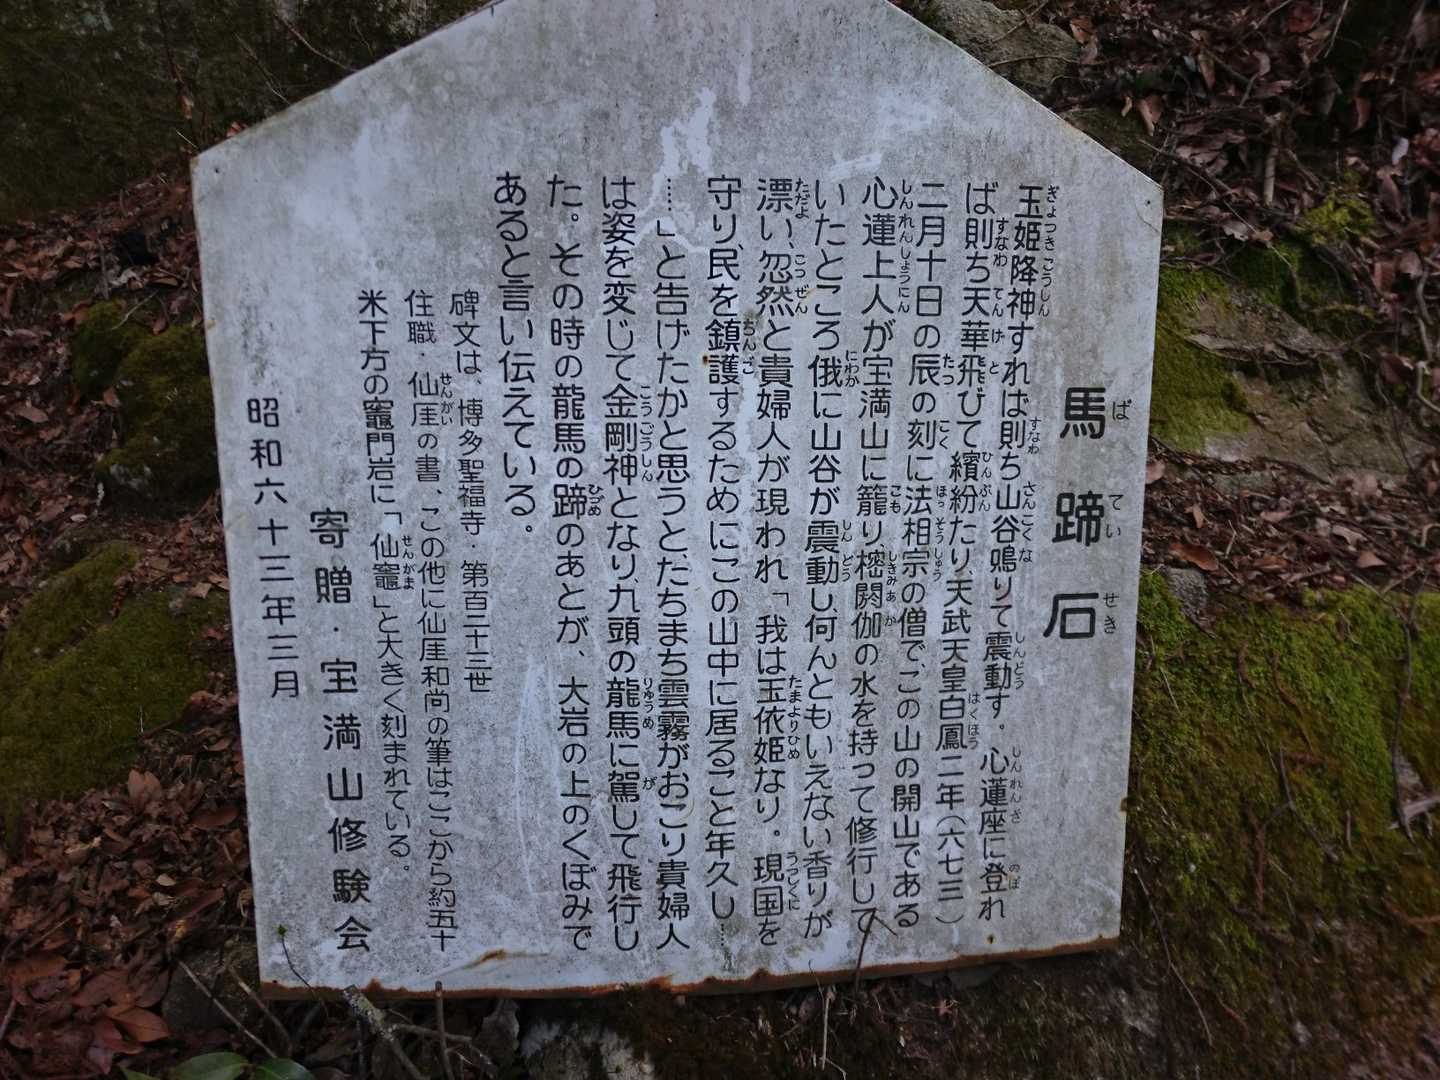 馬蹄石
玉姫降神すれば則ち山谷鳴りて震動す。心蓮座に登れ
ば則ち天華飛びて繽紛たり、天武天皇白鳳二年（六七三）
二月十日の辰の刻に法相宗の僧で、この山の開山である
心蓮上人が宝満山に籠り、樒閼伽の水を持って修行して
いたところ俄に山谷が震動し、何んともいえない香りが
漂い、忽然と貴婦人が現われ「我は玉依姫なり。現国を
守り、民を鎮護するためにこの山中に居ること年久し……
……」と告げたかと思うと、たちまち雲霧がおこり貴婦人
は姿を変じて金剛神となり、九頭の龍馬に駕して飛行し
た。その時の龍馬の蹄のあとが、大岩の上のくぼみで
あると言い伝えている。
碑文は、博多聖福寺・第百二十三世
住職・仙厓の書、この他に仙厓和尚の筆はここから約五十
米下方の竈門岩に「仙竈」と大きく刻まれている。
寄贈・宝満山修験会
昭和六十三年三月